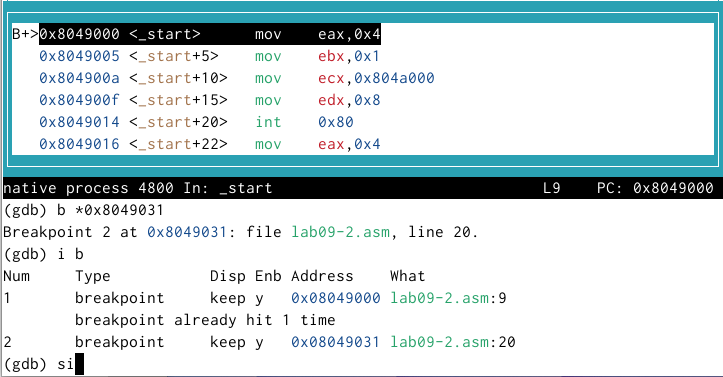 B+>0x8049000 <_start>      mov    eax,0x4
   0x8049005 <_start+5>    mov    ebx,0x1
   0x804900a <_start+10>   mov    ecx,0x804a000
   0x804900f <_start+15>   mov    edx,0x8
   0x8049014 <_start+20>   int    0x80
   0x8049016 <_start+22>   mov    eax,0x4
native process 4800 In: _start                              L9    PC: 0x8049000
(gdb) b *0x8049031
Breakpoint 2 at 0x8049031: file lab09-2.asm, line 20.
(gdb) i b
Num     Type           Disp Enb Address    What
1       breakpoint     keep y   0x08049000 lab09-2.asm:9
        breakpoint already hit 1 time
2       breakpoint     keep y   0x08049031 lab09-2.asm:20
(gdb) si